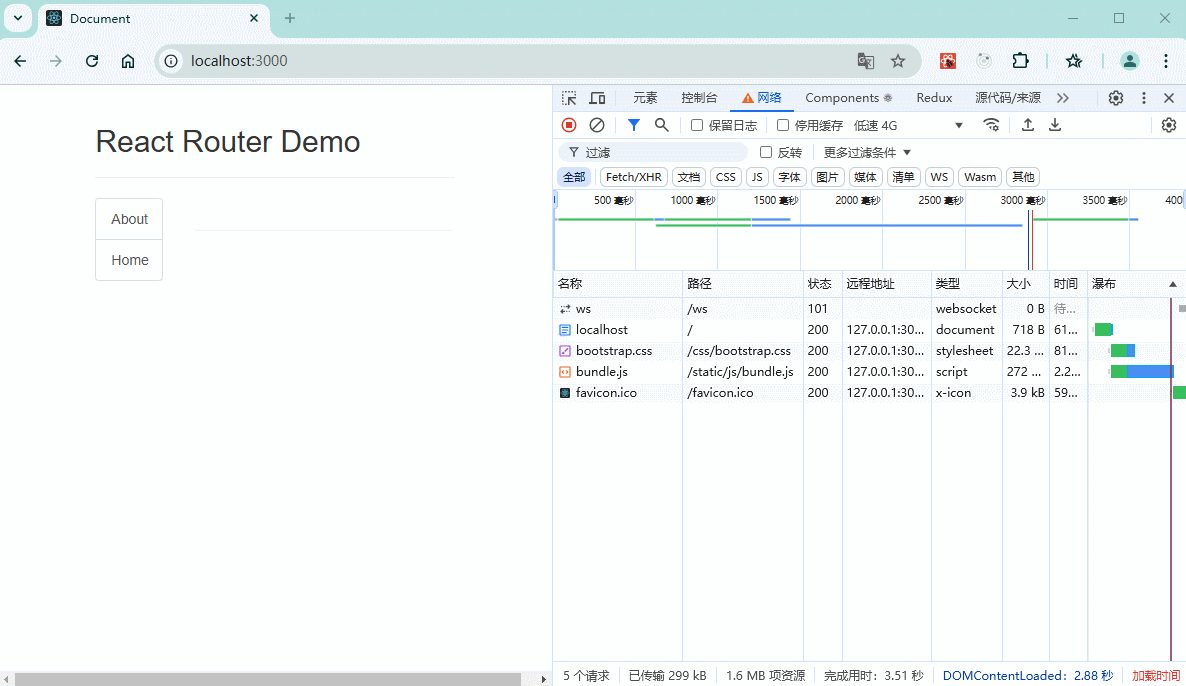 Document
localhost:3000
React Router Demo
About
Home
元素 控制台 网络 Components Redux 源代码/来源
保留日志 停用缓存 低速 4G
过滤 反转 更多过滤条件
全部 Fetch/XHR 文档 CSS JS 字体 图片 媒体 清单 WS Wasm 其他
500 毫秒 1000 毫秒 1500 毫秒 2000 毫秒 2500 毫秒 3000 毫秒 3500 毫秒 400
名称 路径 状态 远程地址 类型 大小 时间 瀑布
ws /ws 101 websocket 0 B 待…
localhost / 200 127.0.0.1:30… document 718 B 61…
bootstrap.css /css/bootstrap.css 200 127.0.0.1:30… stylesheet 22.3 … 81…
bundle.js /static/js/bundle.js 200 127.0.0.1:30… script 272 … 2.2…
favicon.ico /favicon.ico 200 127.0.0.1:30… x-icon 3.9 kB 59…
5 个请求 已传输 299 kB 1.6 MB 项资源 完成用时：3.51 秒 DOMContentLoaded：2.88 秒 加载时间